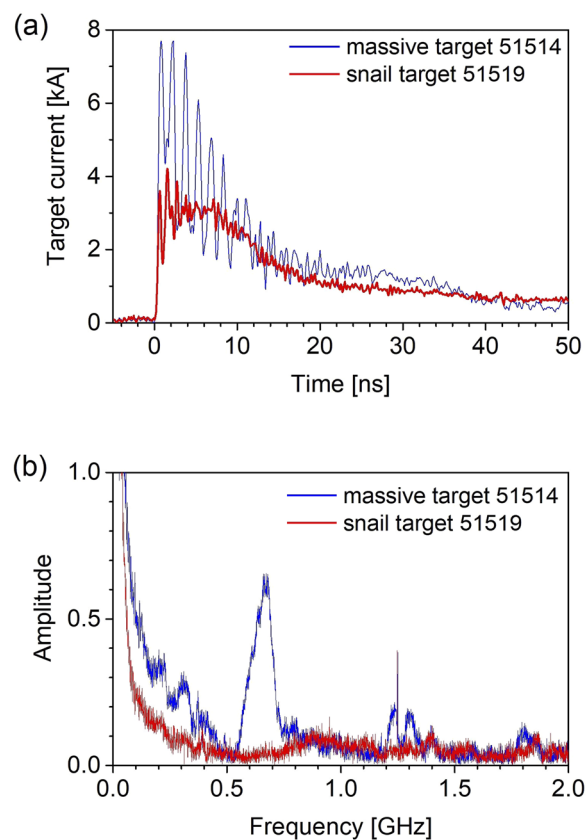 (a)
8
6
4
2
0
Target current [kA]
massive target 51514
snail target 51519
0 10 20 30 40 50
Time [ns]
(b)
1.0
0.5
0.0
Amplitude
massive target 51514
snail target 51519
0.0 0.5 1.0 1.5 2.0
Frequency [GHz]